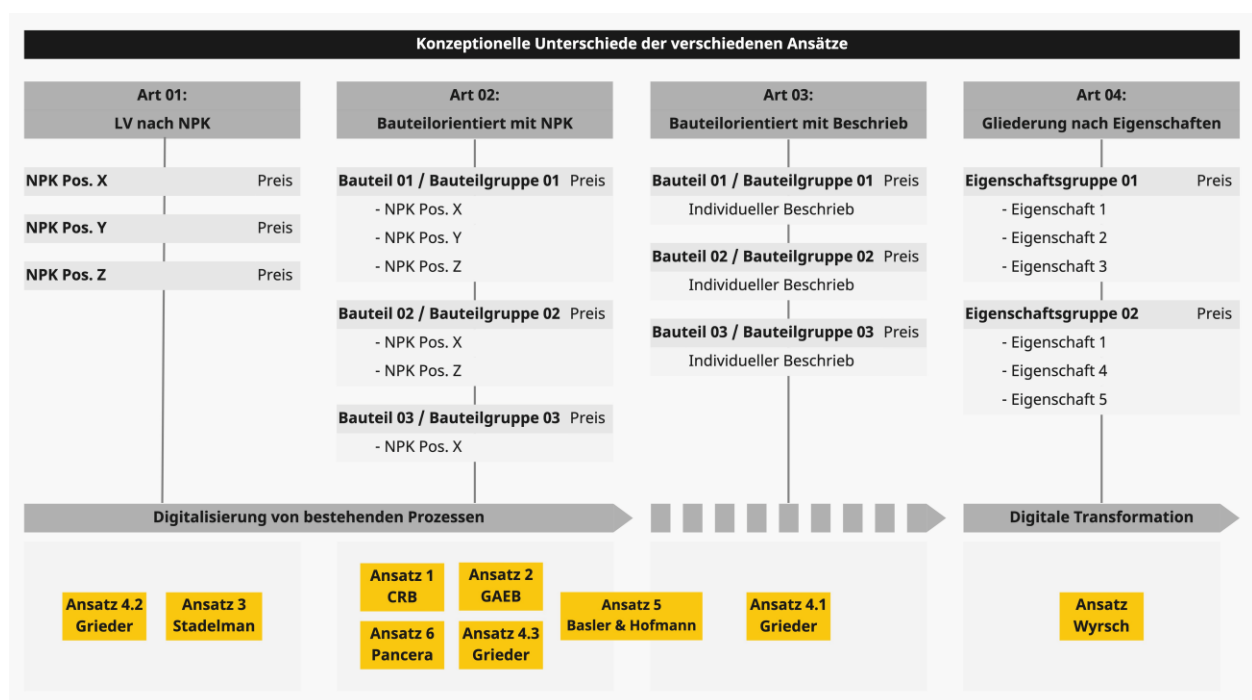 Konzeptionelle Unterschiede der verschiedenen Ansätze
Art 01:
LV nach NPK
NPK Pos. X Preis
NPK Pos. Y Preis
NPK Pos. Z Preis
Art 02:
Bauteilorientiert mit NPK
Bauteil 01 / Bauteilgruppe 01 Preis
- NPK Pos. X
- NPK Pos. Y
- NPK Pos. Z
Bauteil 02 / Bauteilgruppe 02 Preis
- NPK Pos. X
- NPK Pos. Z
Bauteil 03 / Bauteilgruppe 03 Preis
- NPK Pos. X
Art 03:
Bauteilorientiert mit Beschrieb
Bauteil 01 / Bauteilgruppe 01 Preis
Individueller Beschrieb
Bauteil 02 / Bauteilgruppe 02 Preis
Individueller Beschrieb
Bauteil 03 / Bauteilgruppe 03 Preis
Individueller Beschrieb
Art 04:
Gliederung nach Eigenschaften
Eigenschaftsgruppe 01 Preis
- Eigenschaft 1
- Eigenschaft 2
- Eigenschaft 3
Eigenschaftsgruppe 02 Preis
- Eigenschaft 1
- Eigenschaft 4
- Eigenschaft 5
Digitalisierung von bestehenden Prozessen
Digitale Transformation
Ansatz 4.2
Grieder
Ansatz 3
Stadelman
Ansatz 1
CRB
Ansatz 2
GAEB
Ansatz 6
Pancera
Ansatz 4.3
Grieder
Ansatz 5
Basler & Hofmann
Ansatz 4.1
Grieder
Ansatz
Wyrsch